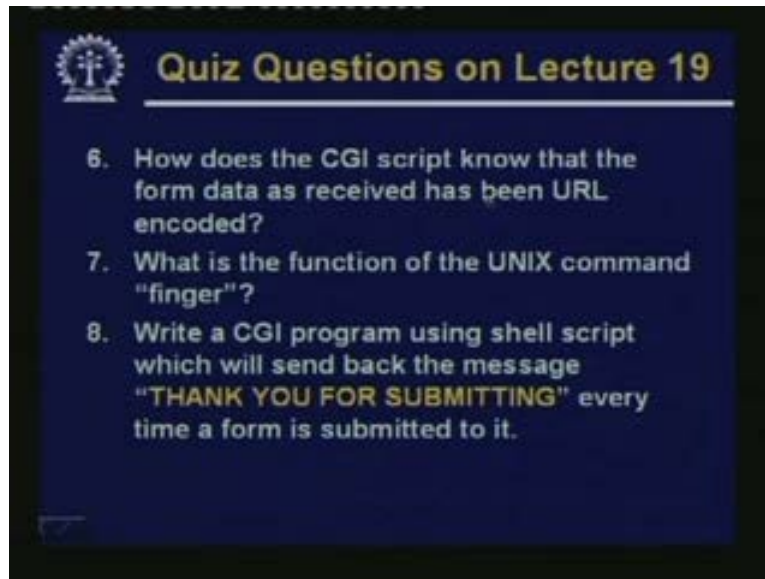 Quiz Questions on Lecture 19
6. How does the CGI script know that the
form data as received has been URL
encoded?
7. What is the function of the UNIX command
"finger"?
8. Write a CGI program using shell script
which will send back the message
"THANK YOU FOR SUBMITTING" every
time a form is submitted to it.